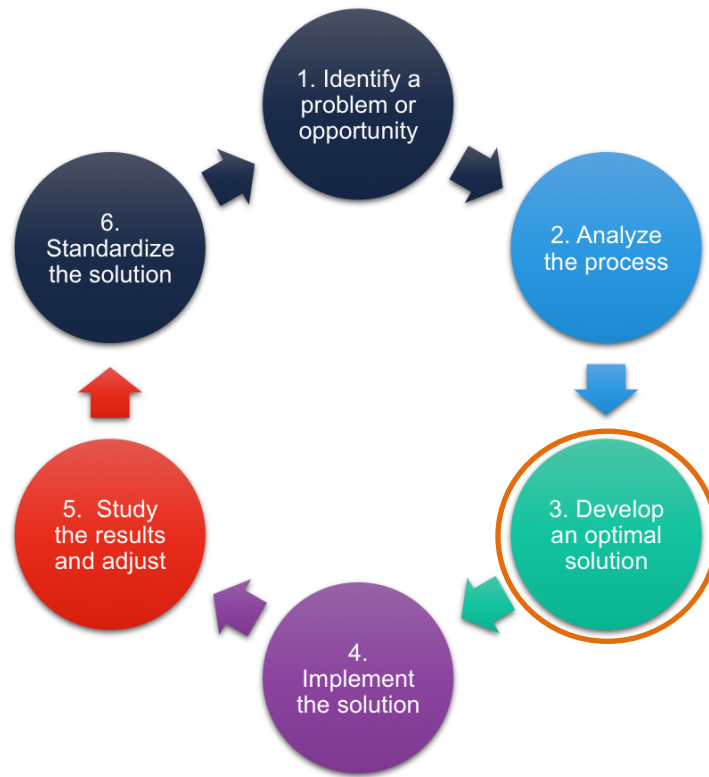 1. Identify a
problem or
opportunity
2. Analyze
the process
3. Develop
an optimal
solution
4.
Implement
the solution
5.  Study
the results
and adjust
6.
Standardize
the solution